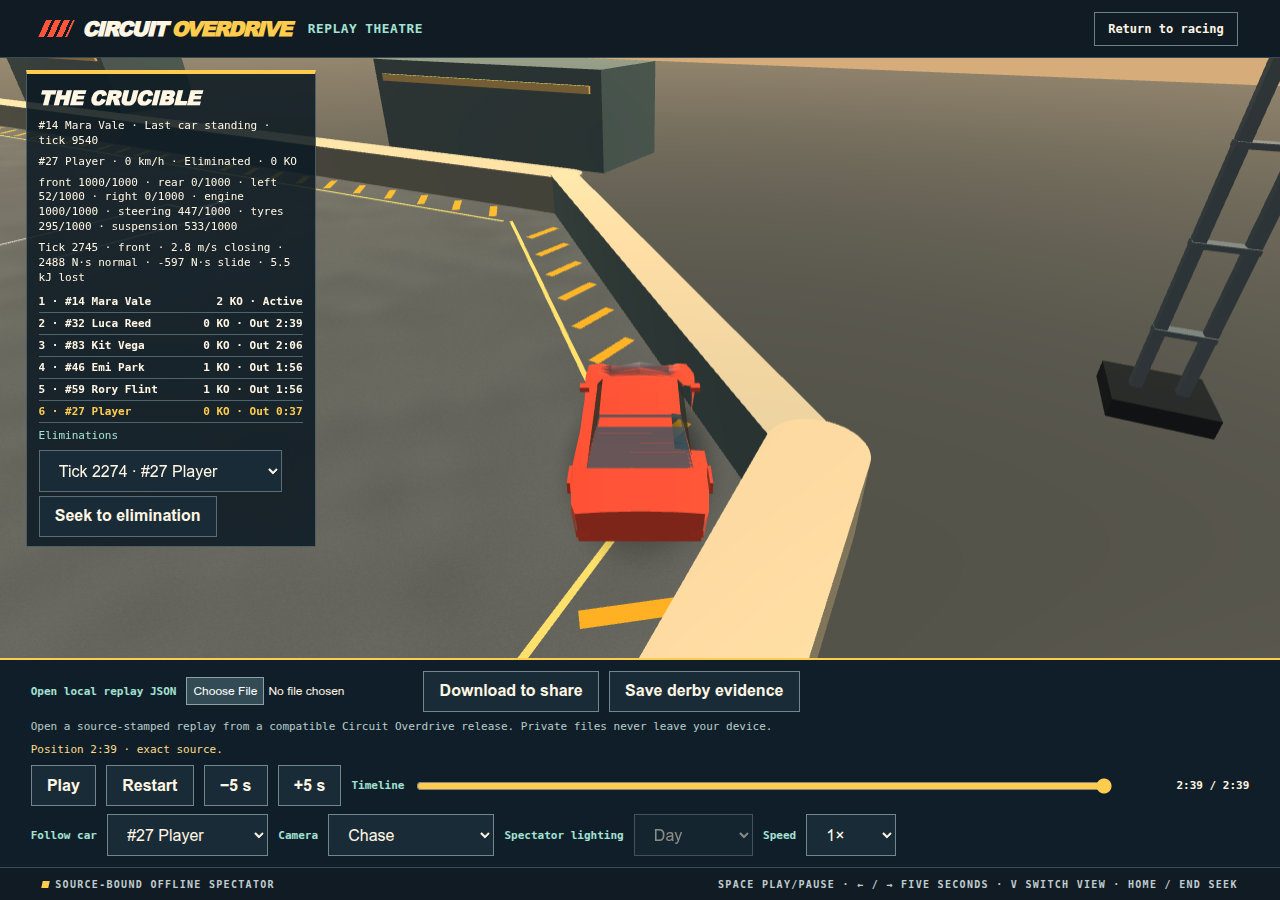 CIRCUIT OVERDRIVE REPLAY THEATRE
Return to racing
THE CRUCIBLE
#14 Mara Vale · Last car standing ·
tick 9540
#27 Player · 0 km/h · Eliminated · 0 KO
front 1000/1000 · rear 0/1000 · left
52/1000 · right 0/1000 · engine
1000/1000 · steering 447/1000 · tyres
295/1000 · suspension 533/1000
Tick 2745 · front · 2.8 m/s closing ·
2488 N·s normal · -597 N·s slide · 5.5
kJ lost
1 · #14 Mara Vale 2 KO · Active
2 · #32 Luca Reed 0 KO · Out 2:39
3 · #83 Kit Vega 0 KO · Out 2:06
4 · #46 Emi Park 1 KO · Out 1:56
5 · #59 Rory Flint 1 KO · Out 1:56
6 · #27 Player 0 KO · Out 0:37
Eliminations
Tick 2274 · #27 Player
Seek to elimination
Open local replay JSON Choose File No file chosen Download to share Save derby evidence
Open a source-stamped replay from a compatible Circuit Overdrive release. Private files never leave your device.
Position 2:39 · exact source.
Play Restart −5 s +5 s Timeline 2:39 / 2:39
Follow car #27 Player Camera Chase Spectator lighting Day Speed 1×
SOURCE-BOUND OFFLINE SPECTATOR SPACE PLAY/PAUSE · ← / → FIVE SECONDS · V SWITCH VIEW · HOME / END SEEK